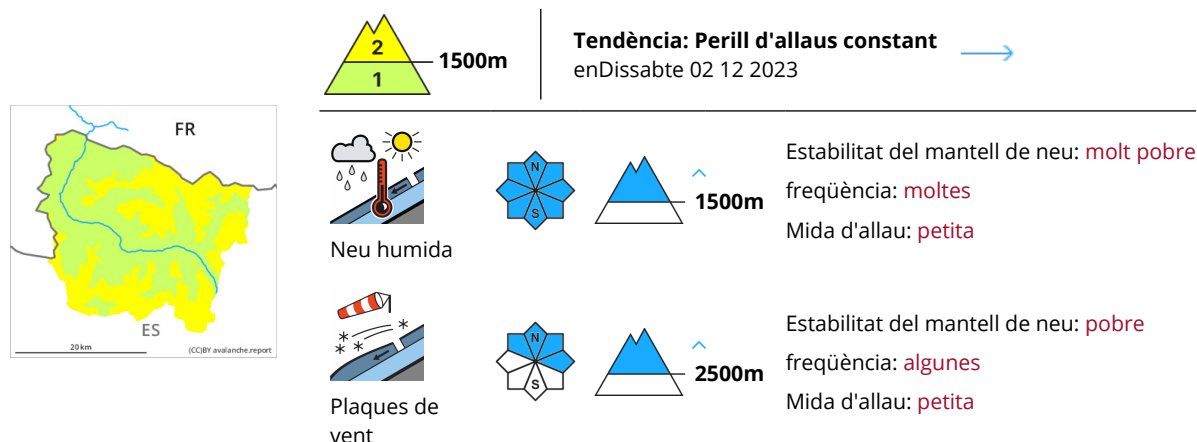 2
1
1500m
Tendència: Perill d'allaus constant
enDissabte 02 12 2023
FR
ES
20 km
(CC)BY avalanche.report
Neu humida
N
S
1500m
Estabilitat del mantell de neu: molt pobre
freqüència: moltes
Mida d'allau: petita
Plaques de
vent
N
S
2500m
Estabilitat del mantell de neu: pobre
freqüència: algunes
Mida d'allau: petita